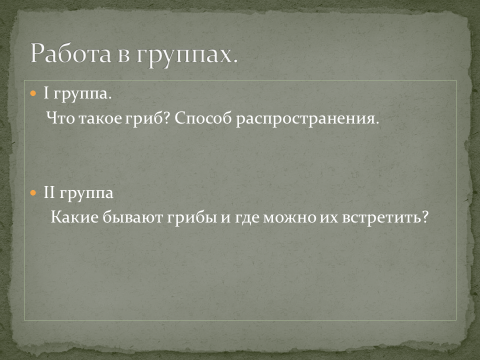 Работа в группах.
I группа.
Что такое гриб? Способ распространения.
II группа
Какие бывают грибы и где можно их встретить?